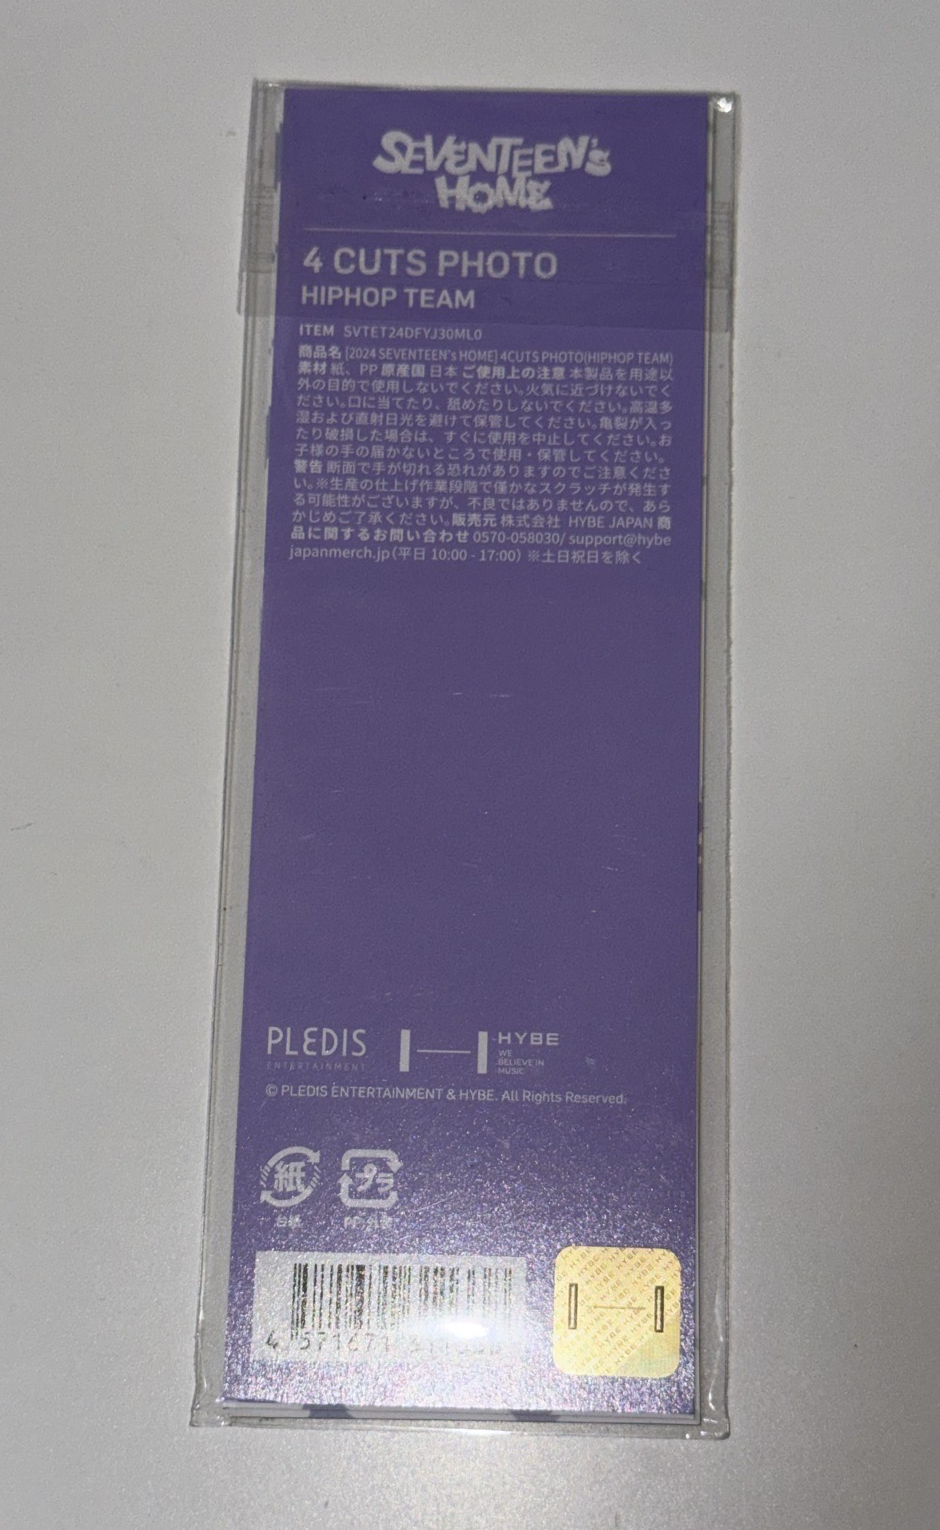 SEVENTEEN's
HOME
4 CUTS PHOTO
HIPHOP TEAM
ITEM SVTET24DFYJ30ML0
商品名 [2024 SEVENTEEN's HOME] 4CUTS PHOTO(HIPHOP TEAM)
素材 紙、PP 原産国 日本 ご使用上の注意 本製品を用途以
外の目的で使用しないでください。火気に近づけないでく
ださい。口に当てたり、舐めたりしないでください。高温多
湿および直射日光を避けて保管してください。亀裂が入っ
たり破損した場合は、すぐに使用を中止してください。お
子様の手の届かないところで使用・保管してください。
警告 断面で手が切れる恐れがありますのでご注意くださ
い。※生産の仕上げ作業段階で僅かなスクラッチが発生す
る可能性がございますが、不良ではありませんので、あら
かじめご了承ください。販売元 株式会社 HYBE JAPAN 商
品に関するお問い合わせ 0570-058030/ support@hybe
japanmerch.jp (平日 10:00 - 17:00) ※土日祝日を除く
PLEDIS
ENTERTAINMENT
HYBE
WE
BELIEVE IN
MUSIC
© PLEDIS ENTERTAINMENT & HYBE. All Rights Reserved.
紙 プラ
台紙 PP 外装
4 571671